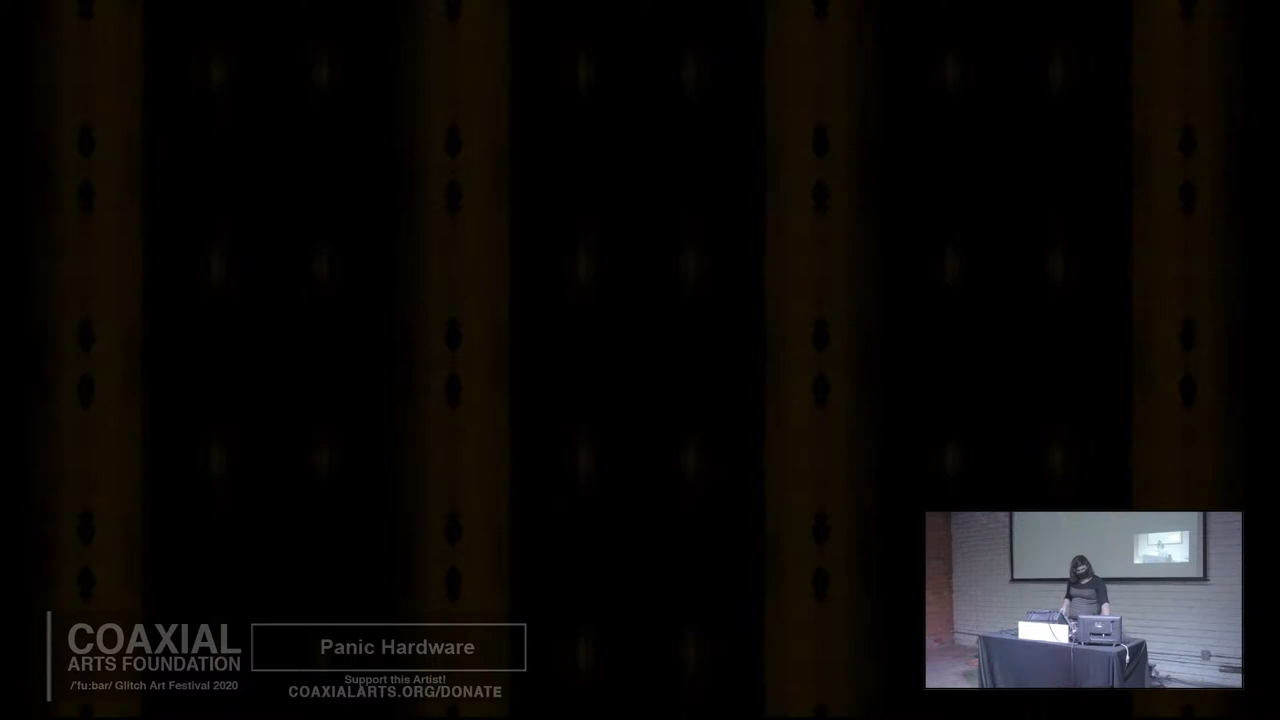 COAXIAL
ARTS FOUNDATION
/'fu:bar/ Glitch Art Festival 2020
Panic Hardware
Support this Artist!
COAXIALARTS.ORG/DONATE